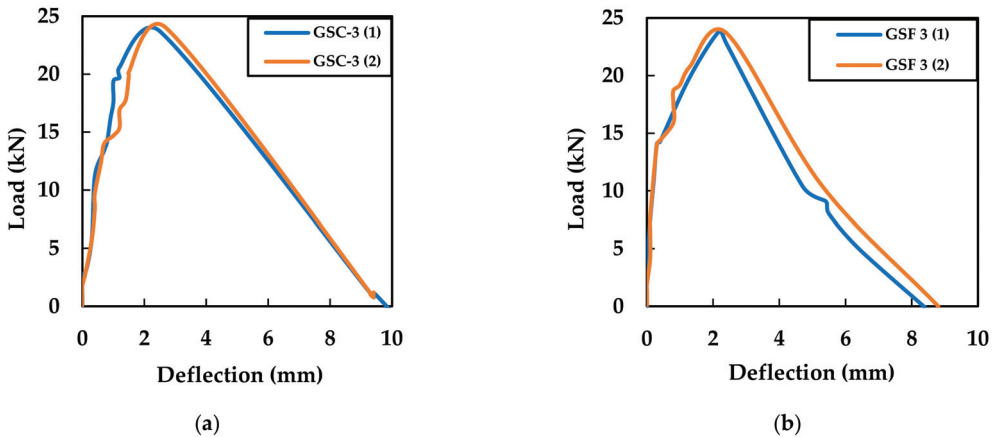 25
20
15
10
5
0
Load (kN)
GSC-3 (1)
GSC-3 (2)
0 2 4 6 8 10
Deflection (mm)
(a)
25
20
15
10
5
0
Load (kN)
GSF 3 (1)
GSF 3 (2)
0 2 4 6 8 10
Deflection (mm)
(b)